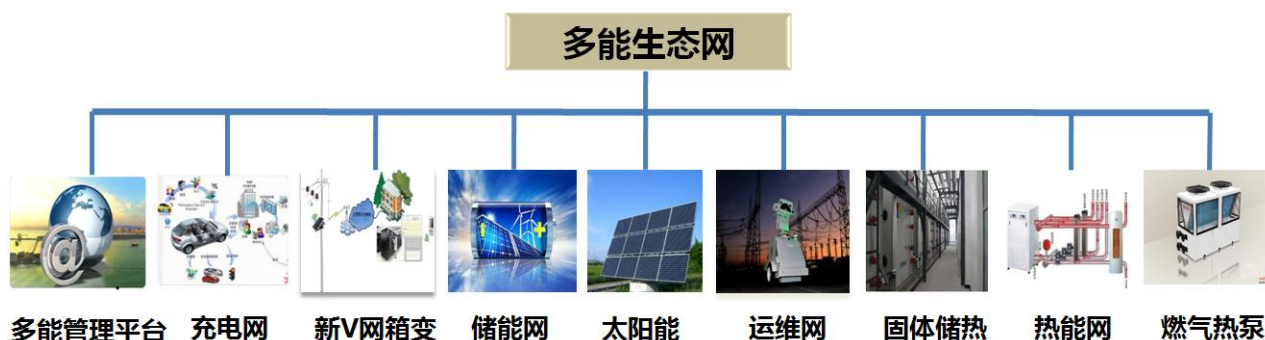 多能生态网
多能管理平台
充电网
新V网箱变
储能网
太阳能
运维网
固体储热
热能网
燃气热泵